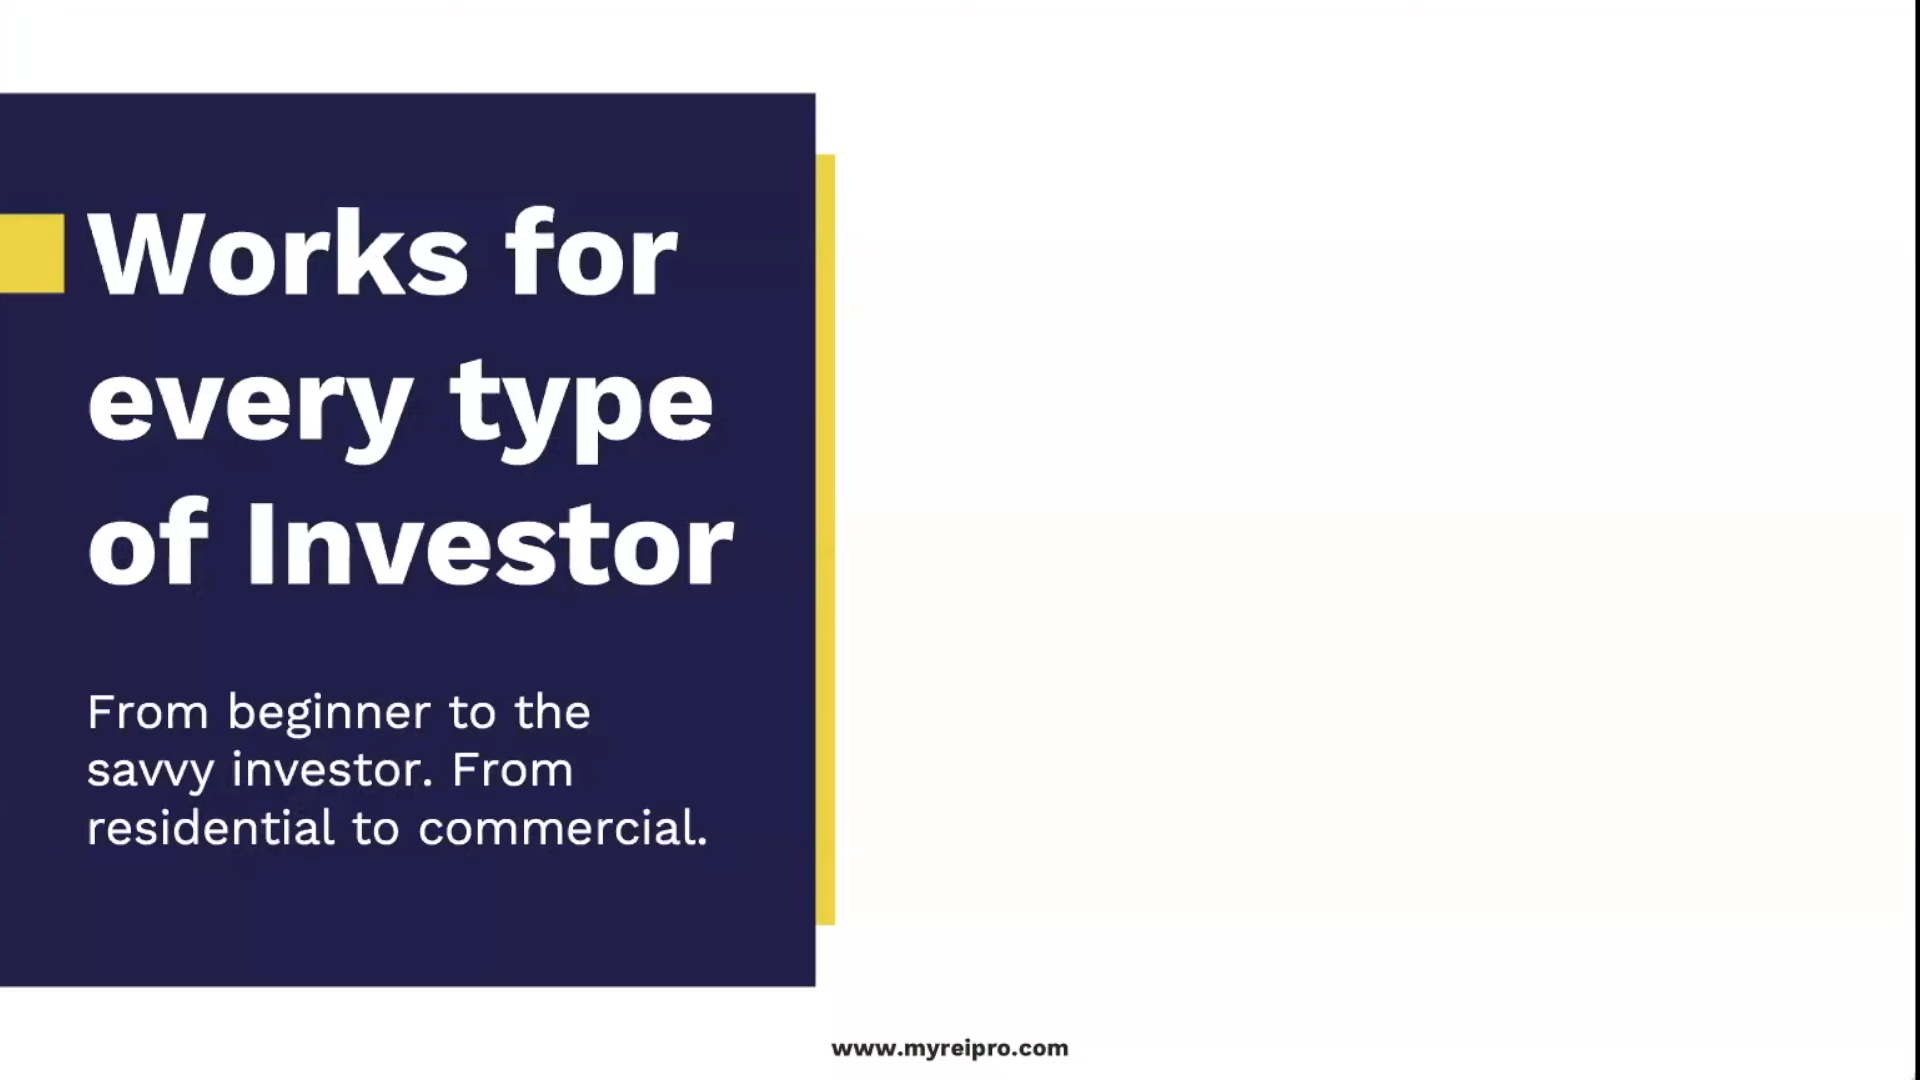 Works for
every type
of Investor
From beginner to the
savvy investor. From
residential to commercial.
www.myreipro.com